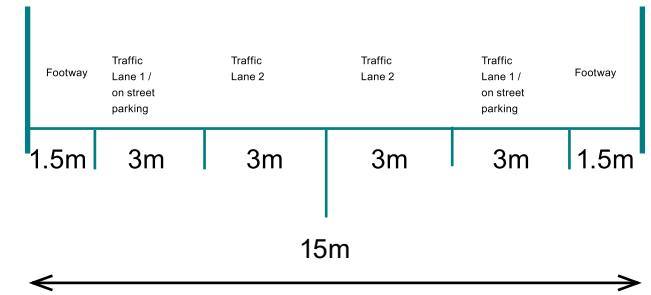 Footway
Traffic
Lane 1 /
on street
parking
Traffic
Lane 2
Traffic
Lane 2
Traffic
Lane 1 /
on street
parking
Footway
1.5m 3m 3m 3m 3m 1.5m
15m